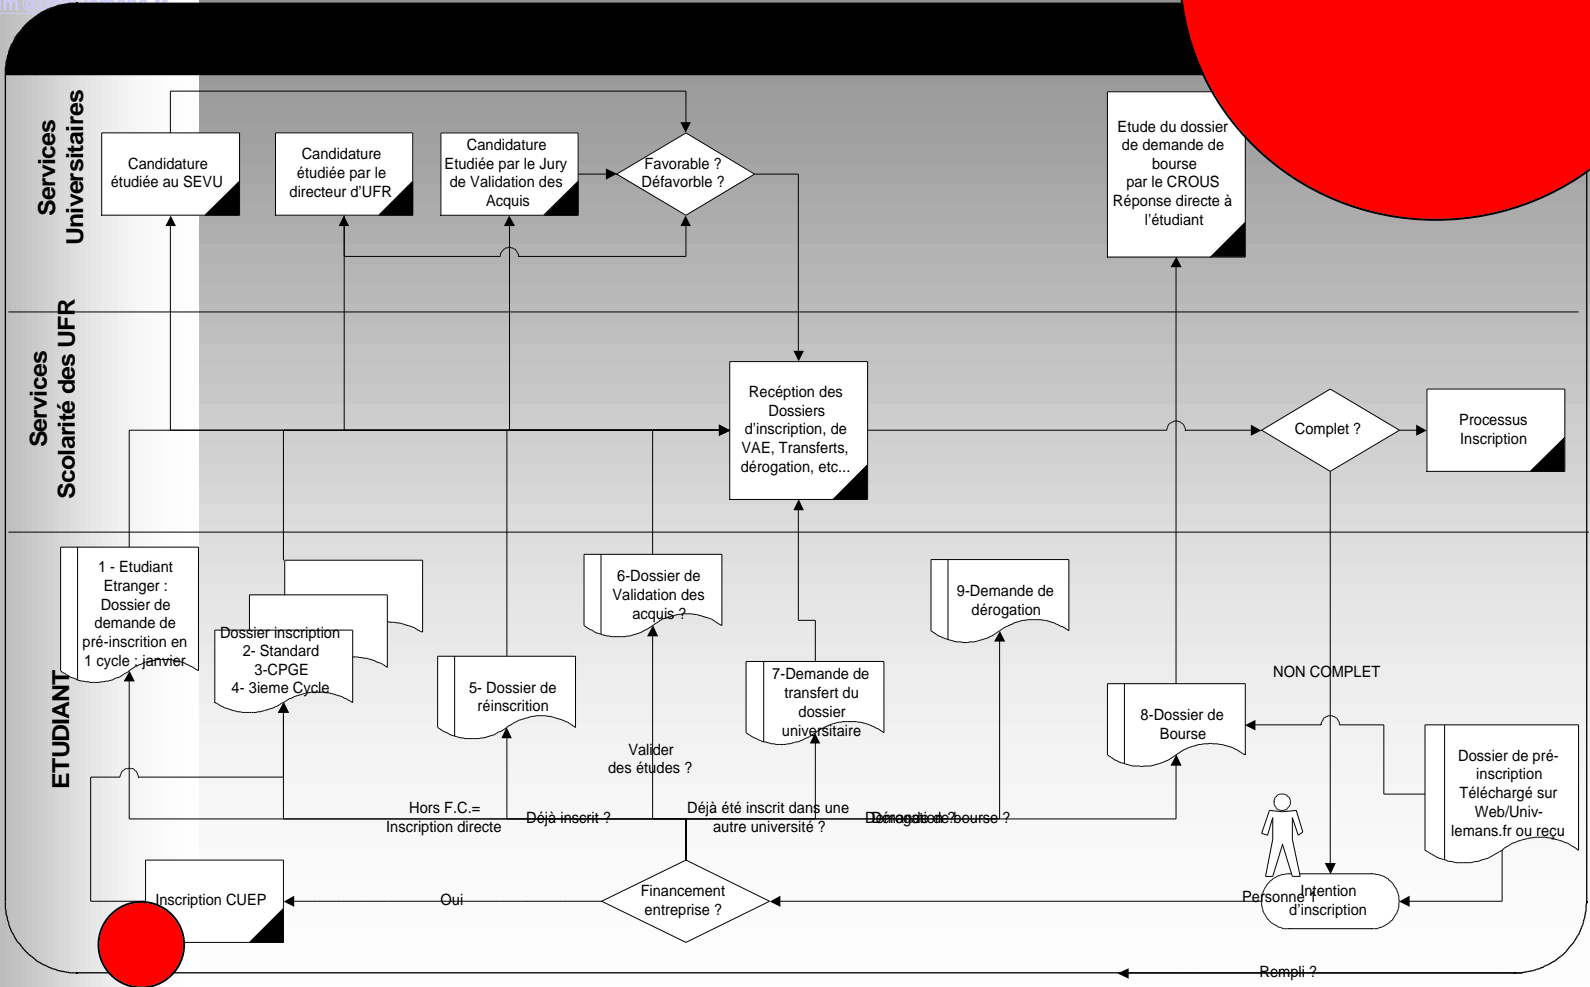 Services
Universitaires
Candidature
étudiée au SEVU
Candidature
étudiée par le
directeur d'UFR
Candidature
Etudiée par le Jury
de Validation des
Acquis
Favorable ?
Défavorble ?
Etude du dossier
de demande de
bourse
par le CROUS
Réponse directe à
l'étudiant
Services
Scolarité des UFR
Recéption des
Dossiers
d'inscription, de
VAE, Transferts,
dérogation, etc...
Complet ?
Processus
Inscription
ETUDIANT
1 - Etudiant
Etranger :
Dossier de
demande de
pré-inscrition en
1 cycle : janvier
Dossier inscription
2- Standard
3-CPGE
4- 3ieme Cycle
5- Dossier de
réinscrition
6-Dossier de
Validation des
acquis ?
7-Demande de
transfert du
dossier
universitaire
9-Demande de
dérogation
8-Dossier de
Bourse
NON COMPLET
Dossier de pré-
inscription
Téléchargé sur
Web/Univ-
lemans.fr ou reçu
Valider
des études ?
Hors F.C.=
Inscription directe
Déjà inscrit ?
Déjà été inscrit dans une
autre université ?
bourse ?
Inscription CUEP
Oui
Financement
entreprise ?
Personne 1
Intention
d'inscription
Rempli ?